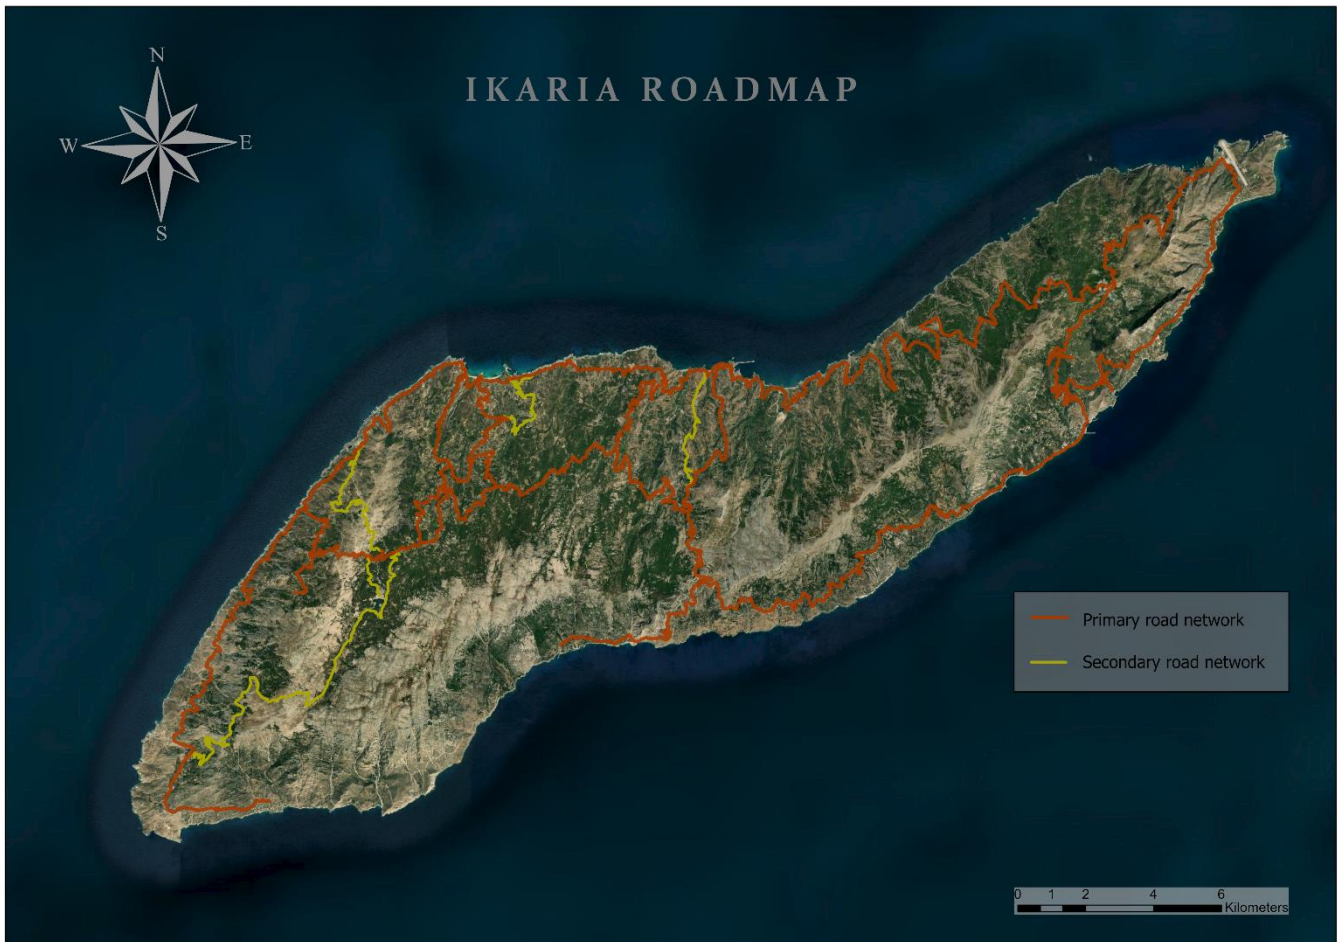 N
IKARIA ROADMAP
W E
S
Primary road network
Secondary road network
0 1 2 4 6
Kilometers